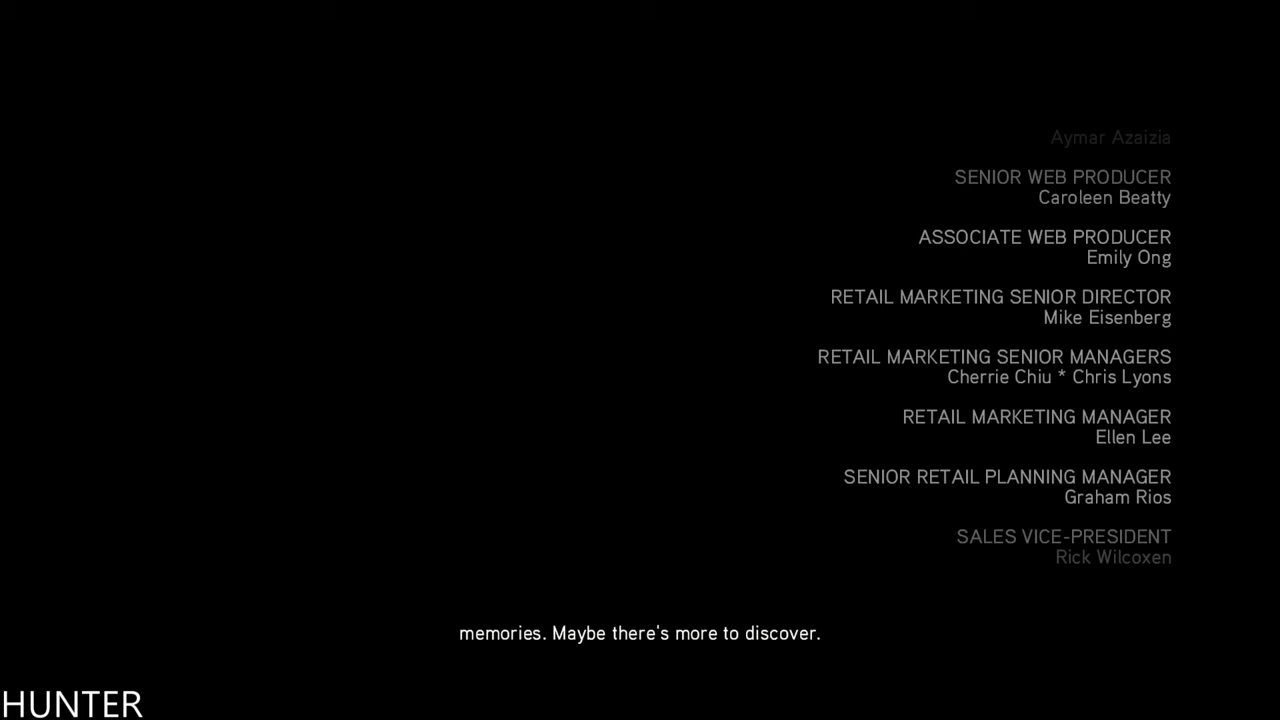 Aymar Azaizia
SENIOR WEB PRODUCER
Caroleen Beatty
ASSOCIATE WEB PRODUCER
Emily Ong
RETAIL MARKETING SENIOR DIRECTOR
Mike Eisenberg
RETAIL MARKETING SENIOR MANAGERS
Cherrie Chiu * Chris Lyons
RETAIL MARKETING MANAGER
Ellen Lee
SENIOR RETAIL PLANNING MANAGER
Graham Rios
SALES VICE-PRESIDENT
Rick Wilcoxen
memories. Maybe there's more to discover.
HUNTER